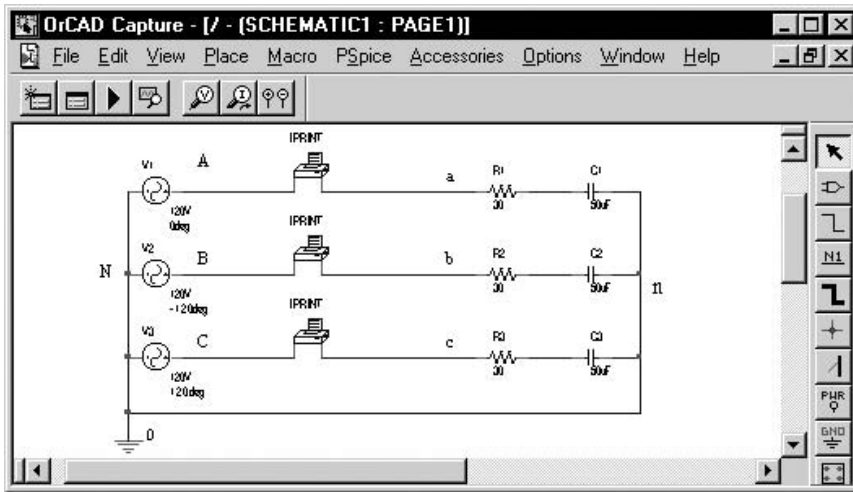 OrCAD Capture - [/ - (SCHEMATIC1 : PAGE1)]
File Edit View Place Macro PSpice Accessories Options Window Help
IPRINT
V1 A a R1 C1
120V 30 50uF
0deg
IPRINT
V2 B b R2 C2
N n
120V 30 50uF
-120deg
IPRINT
V3 C c R3 C3
120V 30 50uF
120deg
0
N1
PWR
GND